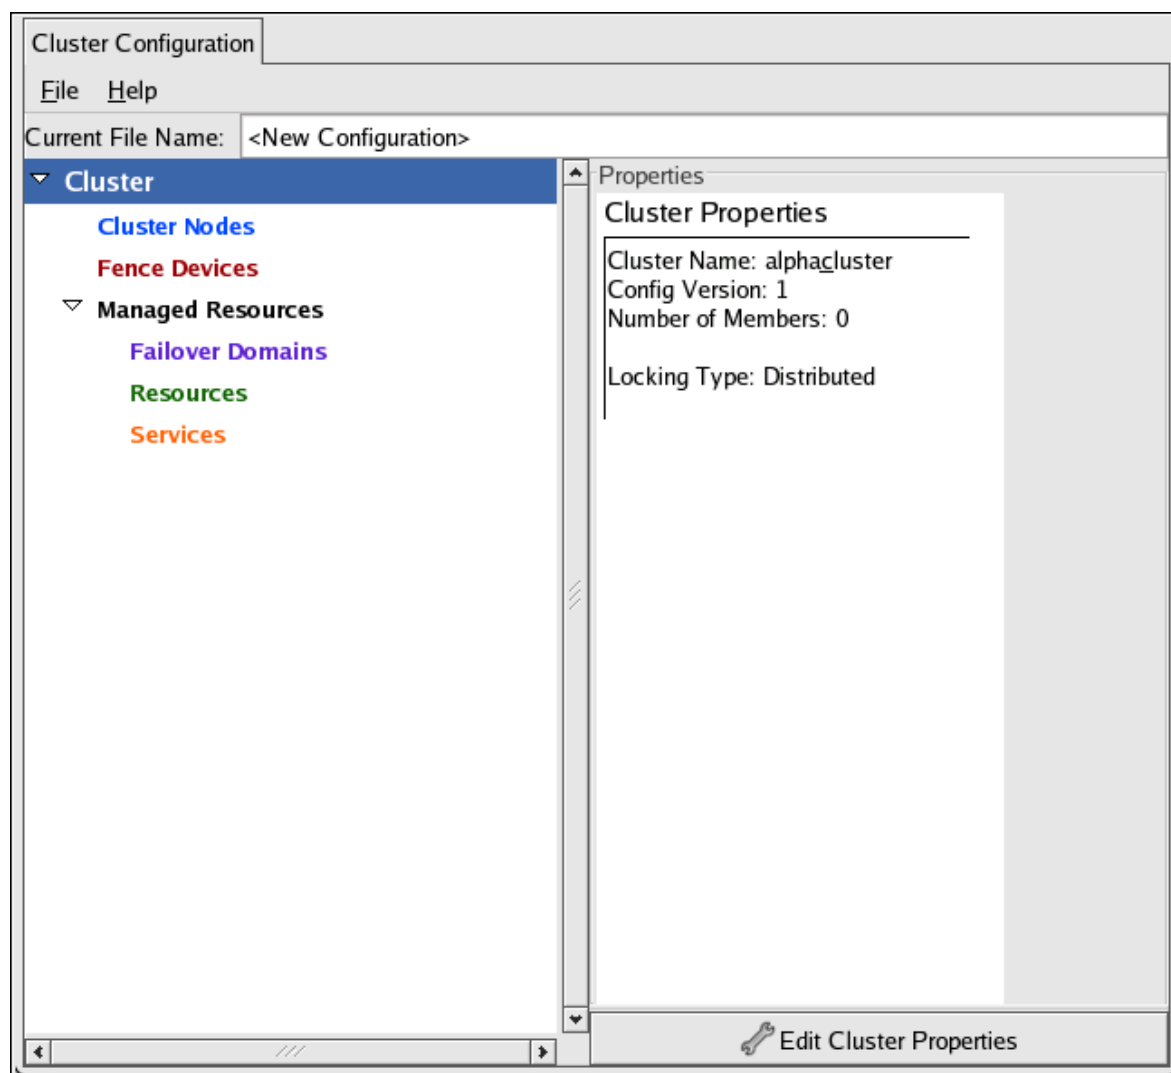 Cluster Configuration
File Help
Current File Name: <New Configuration>
Cluster
Cluster Nodes
Fence Devices
Managed Resources
Failover Domains
Resources
Services
Properties
Cluster Properties
Cluster Name: alphacluster
Config Version: 1
Number of Members: 0
Locking Type: Distributed
Edit Cluster Properties